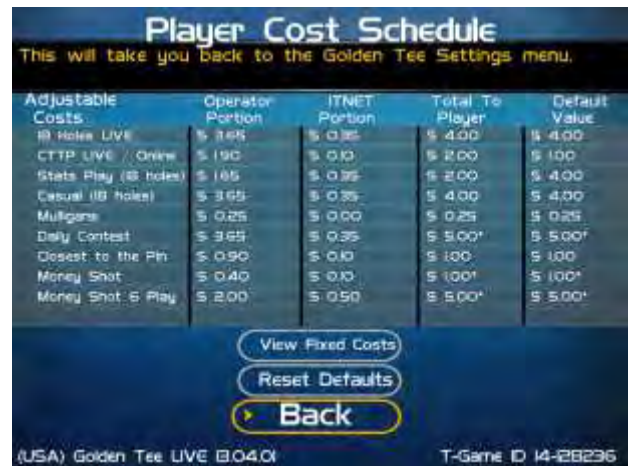 Player Cost Schedule
This will take you back to the Golden Tee Settings menu.
Adjustable Costs Operator Portion ITNET Portion Total To Player Default Value
18 Holes LIVE $ 3.65 $ 0.35 $ 4.00 $ 4.00
CTTP LIVE / Online $ 1.90 $ 0.10 $ 2.00 $ 1.00
Stats Play (18 holes) $ 1.65 $ 0.35 $ 2.00 $ 4.00
Casual (18 holes) $ 3.65 $ 0.35 $ 4.00 $ 4.00
Mulligans $ 0.25 $ 0.00 $ 0.25 $ 0.25
Daily Contest $ 3.65 $ 0.35 $ 5.00* $ 5.00*
Closest to the Pin $ 0.90 $ 0.10 $ 1.00 $ 1.00
Money Shot $ 0.40 $ 0.10 $ 1.00* $ 1.00*
Money Shot 6 Play $ 2.00 $ 0.50 $ 5.00* $ 5.00*
View Fixed Costs
Reset Defaults
Back
(USA) Golden Tee LIVE 13.04.01 T-Game ID 14-128236